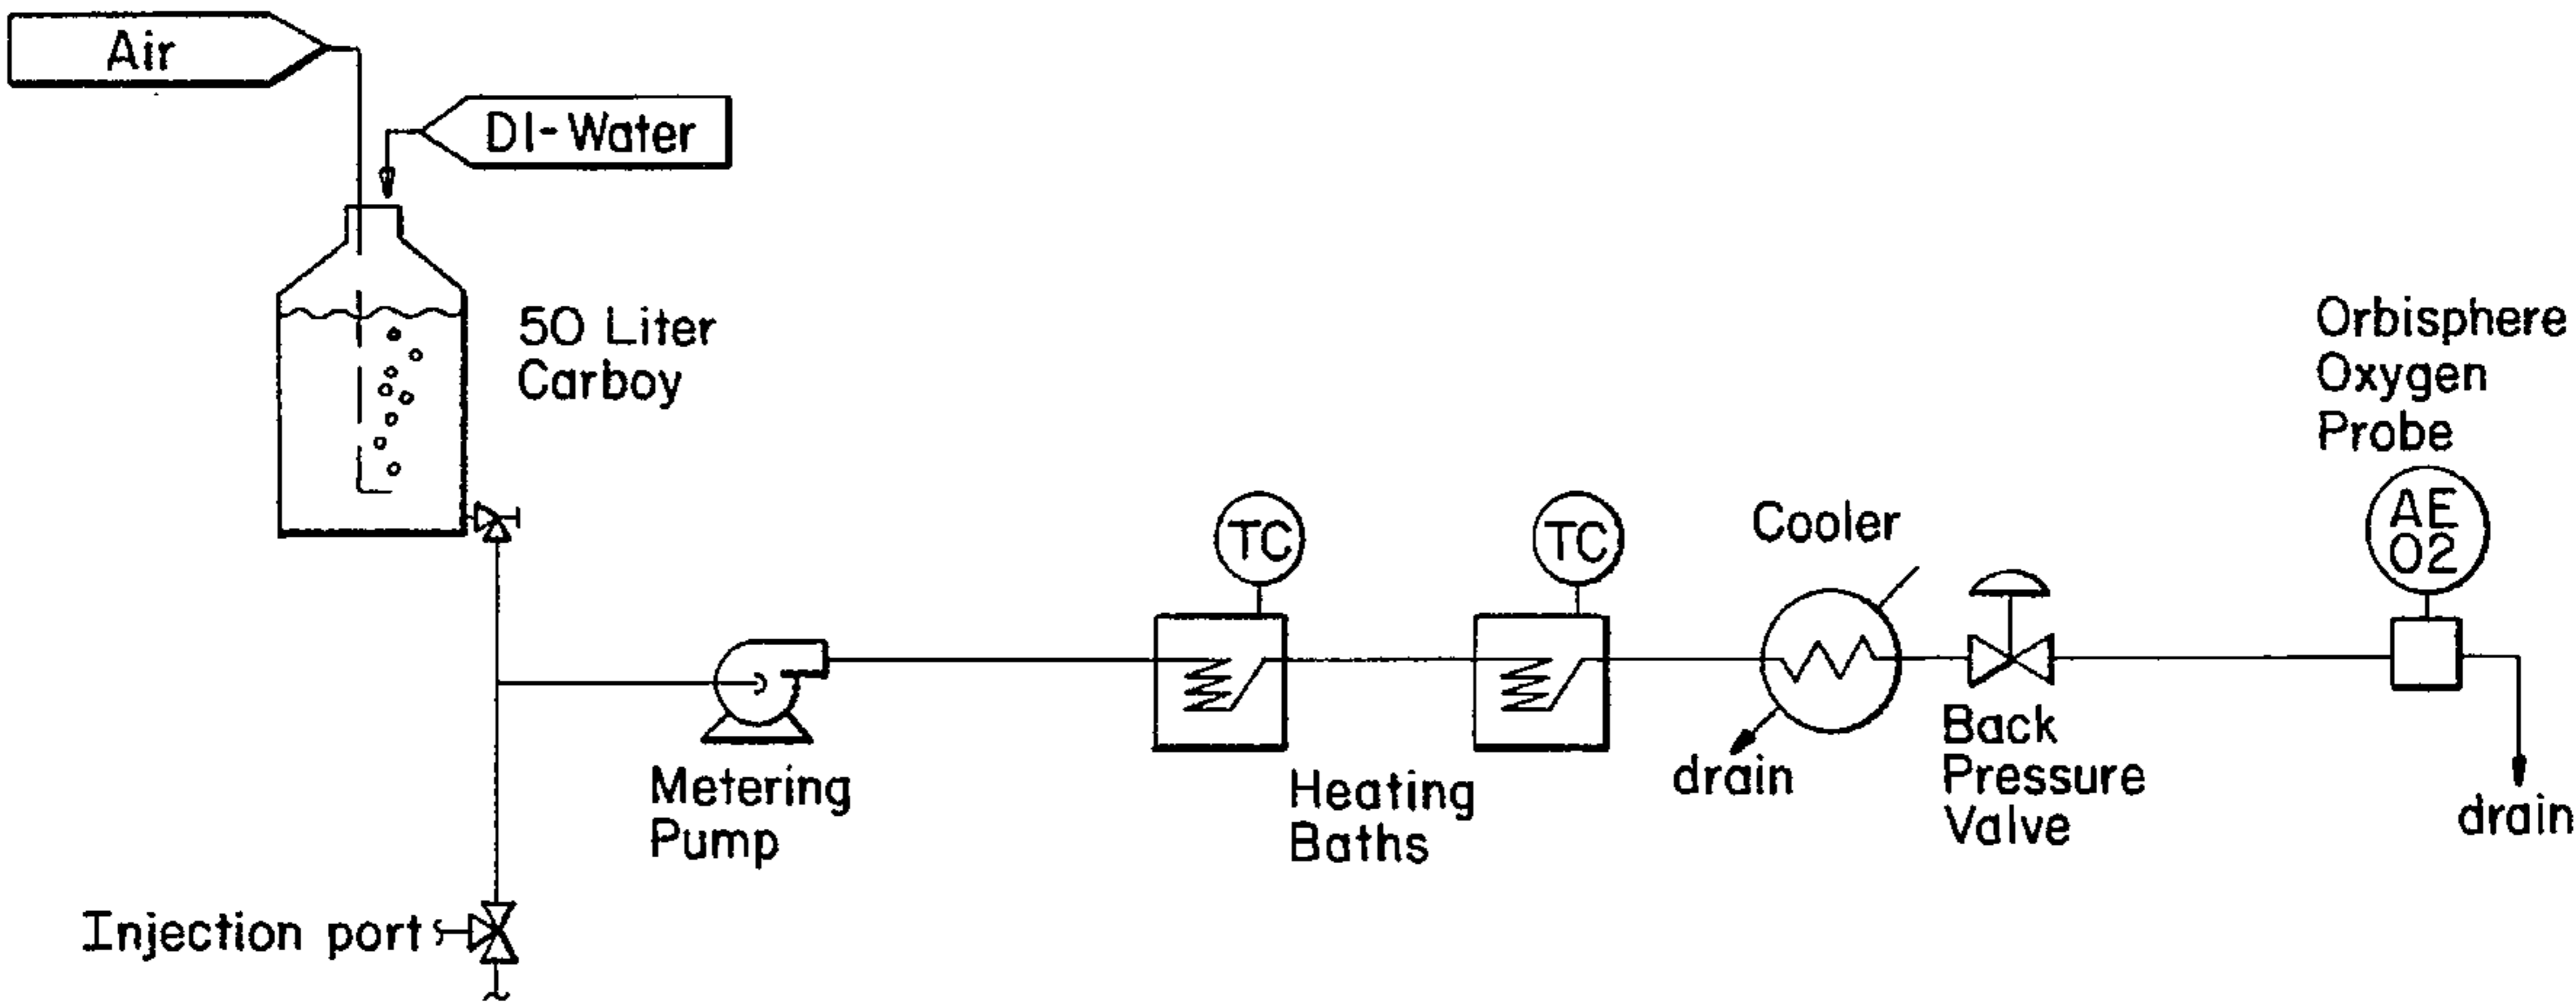 Air
DI-Water
50 Liter
Carboy
Orbisphere
Oxygen
Probe
AE
O2
TC
TC
Cooler
drain
Back
Pressure
Valve
drain
Metering
Pump
Heating
Baths
Injection port